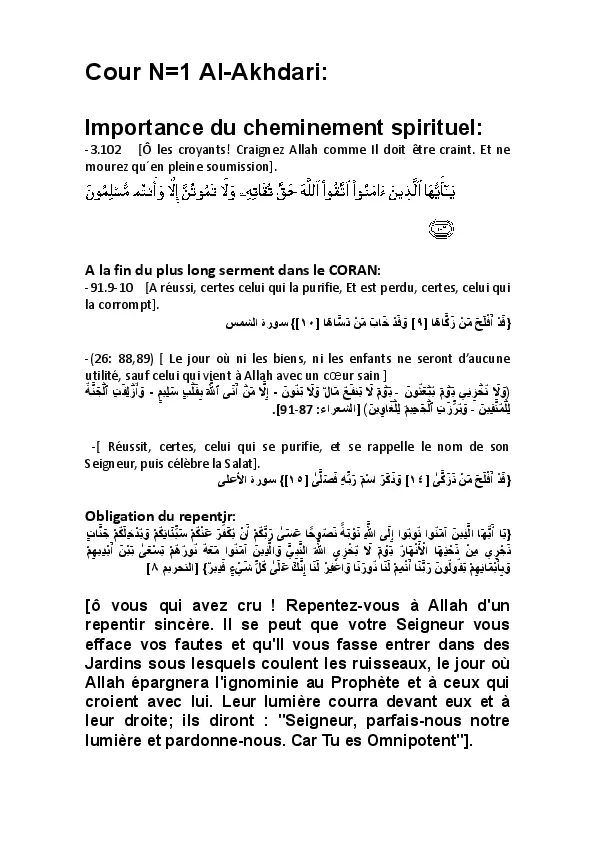 Cour N=1 Al-Akhdari:
Importance du cheminement spirituel:
-3.102 [Ô les croyants! Craignez Allah comme Il doit être craint. Et ne
mourez qu´en pleine soumission].
يَـٰٓأَيُّهَا ٱلَّذِينَ ءَامَنُوا۟ ٱتَّقُوا۟ ٱللَّهَ حَقَّ تُقَاتِهِۦ وَلَا تَمُوتُنَّ إِلَّا وَأَنتُم مُّسْلِمُونَ
A la fin du plus long serment dans le CORAN:
-91.9-10 [A réussi, certes celui qui la purifie, Et est perdu, certes, celui qui
la corrompt].
{قَدْ أَفْلَحَ مَنْ زَكَّاهَا [٩] وَقَدْ خَابَ مَنْ دَسَّاهَا [١٠]} سورة الشمس
-(26: 88,89) [ Le jour où ni les biens, ni les enfants ne seront d’aucune
utilité, sauf celui qui vient à Allah avec un cœur sain ]
(وَلَا تُخْزِنِي يَوْمَ يُبْعَثُونَ - يَوْمَ لَا يَنفَعُ مَالٌ وَلَا بَنُونَ - إِلَّا مَنْ أَتَى اللَّهَ بِقَلْبٍ سَلِيمٍ - وَأُزْلِفَتِ الْجَنَّةُ
لِلْمُتَّقِينَ - وَبُرِّزَتِ الْجَحِيمُ لِلْغَاوِينَ) [الشعراء: 87-91].
-[ Réussit, certes, celui qui se purifie, et se rappelle le nom de son
Seigneur, puis célèbre la Salat].
{قَدْ أَفْلَحَ مَنْ تَزَكَّىٰ [١٤] وَذَكَرَ اسْمَ رَبِّهِ فَصَلَّىٰ [١٥]} سورة الأعلى
Obligation du repentir:
{يَا أَيُّهَا الَّذِينَ آمَنُوا تُوبُوا إِلَى اللَّهِ تَوْبَةً نَصُوحًا عَسَىٰ رَبُّكُمْ أَنْ يُكَفِّرَ عَنْكُمْ سَيِّئَاتِكُمْ وَيُدْخِلَكُمْ جَنَّاتٍ
تَجْرِي مِنْ تَحْتِهَا الْأَنْهَارُ يَوْمَ لَا يُخْزِي اللَّهُ النَّبِيَّ وَالَّذِينَ آمَنُوا مَعَهُ نُورُهُمْ يَسْعَىٰ بَيْنَ أَيْدِيهِمْ
وَبِأَيْمَانِهِمْ يَقُولُونَ رَبَّنَا أَتْمِمْ لَنَا نُورَنَا وَاغْفِرْ لَنَا إِنَّكَ عَلَىٰ كُلِّ شَيْءٍ قَدِيرٌ} [التحريم ٨]
[ô vous qui avez cru ! Repentez-vous à Allah d'un
repentir sincère. Il se peut que votre Seigneur vous
efface vos fautes et qu'Il vous fasse entrer dans des
Jardins sous lesquels coulent les ruisseaux, le jour où
Allah épargnera l'ignominie au Prophète et à ceux qui
croient avec lui. Leur lumière courra devant eux et à
leur droite; ils diront : "Seigneur, parfais-nous notre
lumière et pardonne-nous. Car Tu es Omnipotent"].